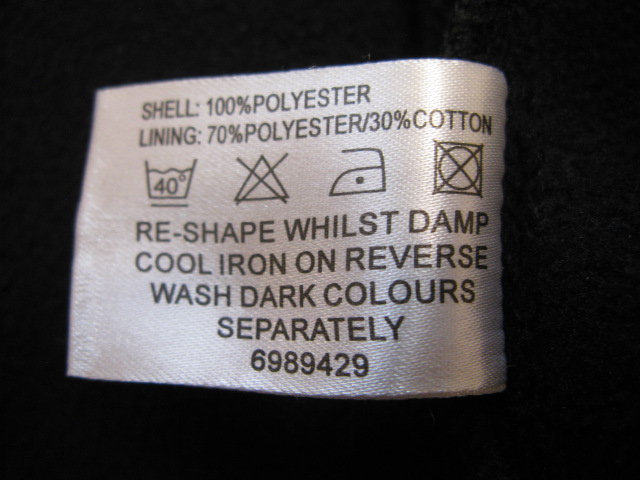 SHELL: 100%POLYESTER
LINING: 70%POLYESTER/30%COTTON
40°
RE-SHAPE WHILST DAMP
COOL IRON ON REVERSE
WASH DARK COLOURS
SEPARATELY
6989429